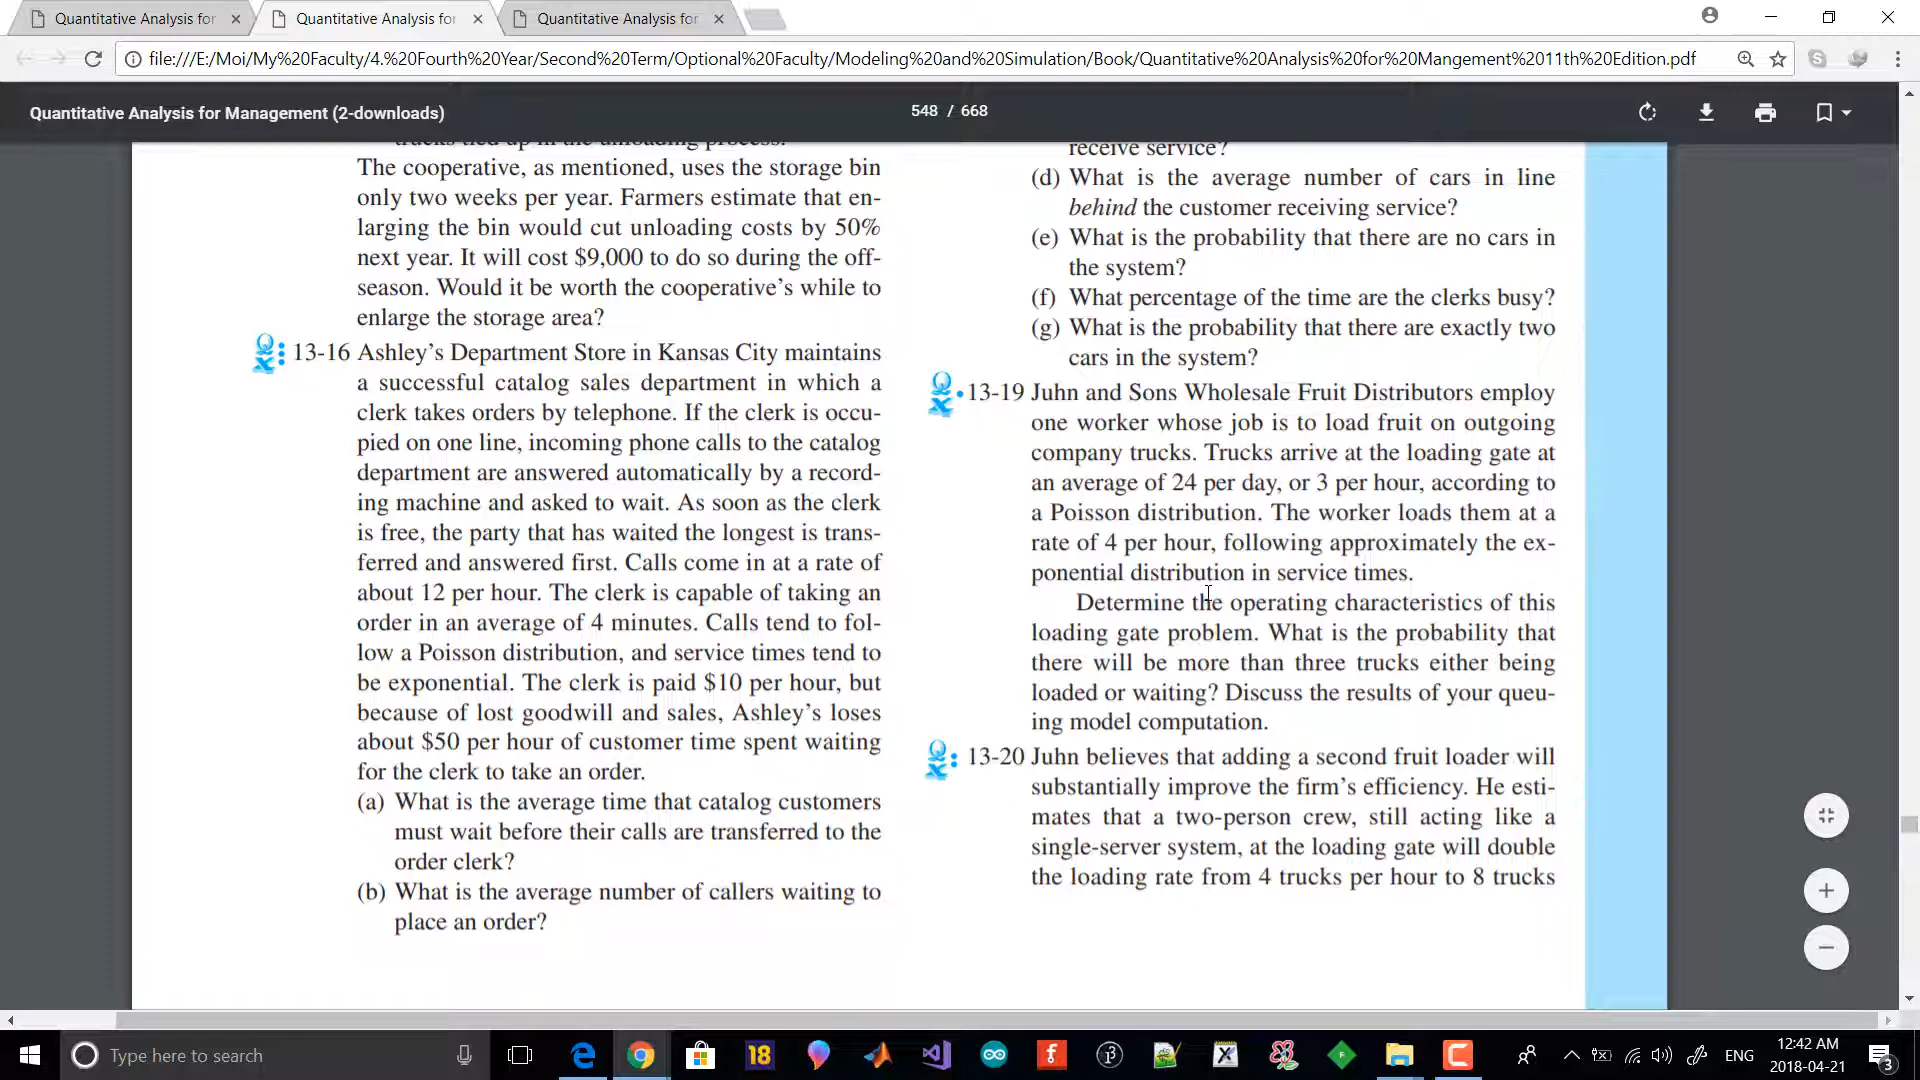 Quantitative Analysis for
Quantitative Analysis for
Quantitative Analysis for
file:///E:/Moi/My%20Faculty/4.%20Fourth%20Year/Second%20Term/Optional%20Faculty/Modeling%20and%20Simulation/Book/Quantitative%20Analysis%20for%20Mangement%2011th%20Edition.pdf
Quantitative Analysis for Management (2-downloads)
548 / 668
trucks tied up in the unloading process.
The cooperative, as mentioned, uses the storage bin
only two weeks per year. Farmers estimate that en-
larging the bin would cut unloading costs by 50%
next year. It will cost $9,000 to do so during the off-
season. Would it be worth the cooperative's while to
enlarge the storage area?
13-16 Ashley's Department Store in Kansas City maintains
a successful catalog sales department in which a
clerk takes orders by telephone. If the clerk is occu-
pied on one line, incoming phone calls to the catalog
department are answered automatically by a record-
ing machine and asked to wait. As soon as the clerk
is free, the party that has waited the longest is trans-
ferred and answered first. Calls come in at a rate of
about 12 per hour. The clerk is capable of taking an
order in an average of 4 minutes. Calls tend to fol-
low a Poisson distribution, and service times tend to
be exponential. The clerk is paid $10 per hour, but
because of lost goodwill and sales, Ashley's loses
about $50 per hour of customer time spent waiting
for the clerk to take an order.
(a) What is the average time that catalog customers
must wait before their calls are transferred to the
order clerk?
(b) What is the average number of callers waiting to
place an order?
receive service?
(d) What is the average number of cars in line
behind the customer receiving service?
(e) What is the probability that there are no cars in
the system?
(f) What percentage of the time are the clerks busy?
(g) What is the probability that there are exactly two
cars in the system?
13-19 Juhn and Sons Wholesale Fruit Distributors employ
one worker whose job is to load fruit on outgoing
company trucks. Trucks arrive at the loading gate at
an average of 24 per day, or 3 per hour, according to
a Poisson distribution. The worker loads them at a
rate of 4 per hour, following approximately the ex-
ponential distribution in service times.
Determine the operating characteristics of this
loading gate problem. What is the probability that
there will be more than three trucks either being
loaded or waiting? Discuss the results of your queu-
ing model computation.
13-20 Juhn believes that adding a second fruit loader will
substantially improve the firm's efficiency. He esti-
mates that a two-person crew, still acting like a
single-server system, at the loading gate will double
the loading rate from 4 trucks per hour to 8 trucks
Type here to search
18
ENG
12:42 AM
2018-04-21
3